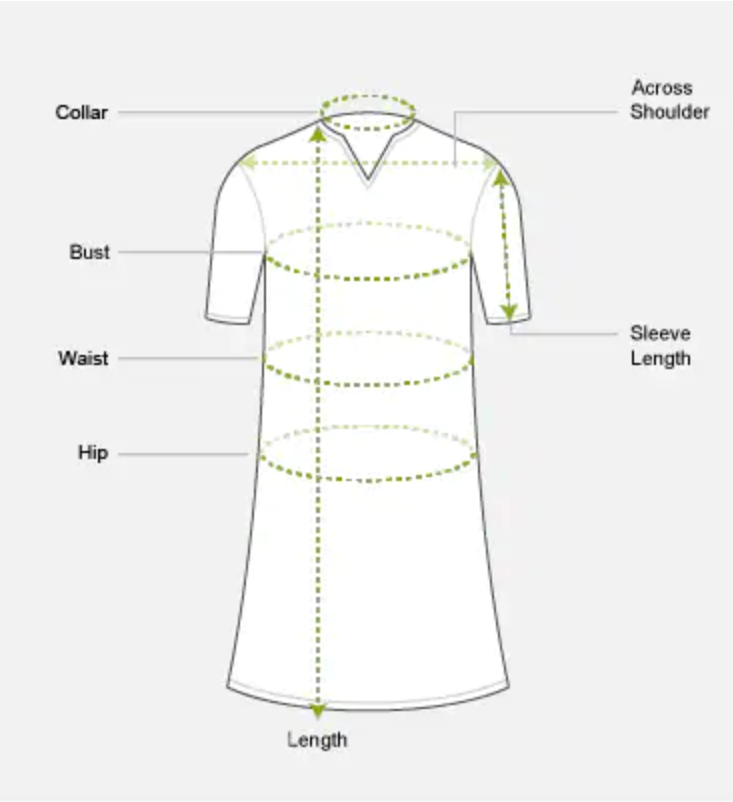 Across
Shoulder
Collar
Bust
Sleeve
Length
Waist
Hip
Length